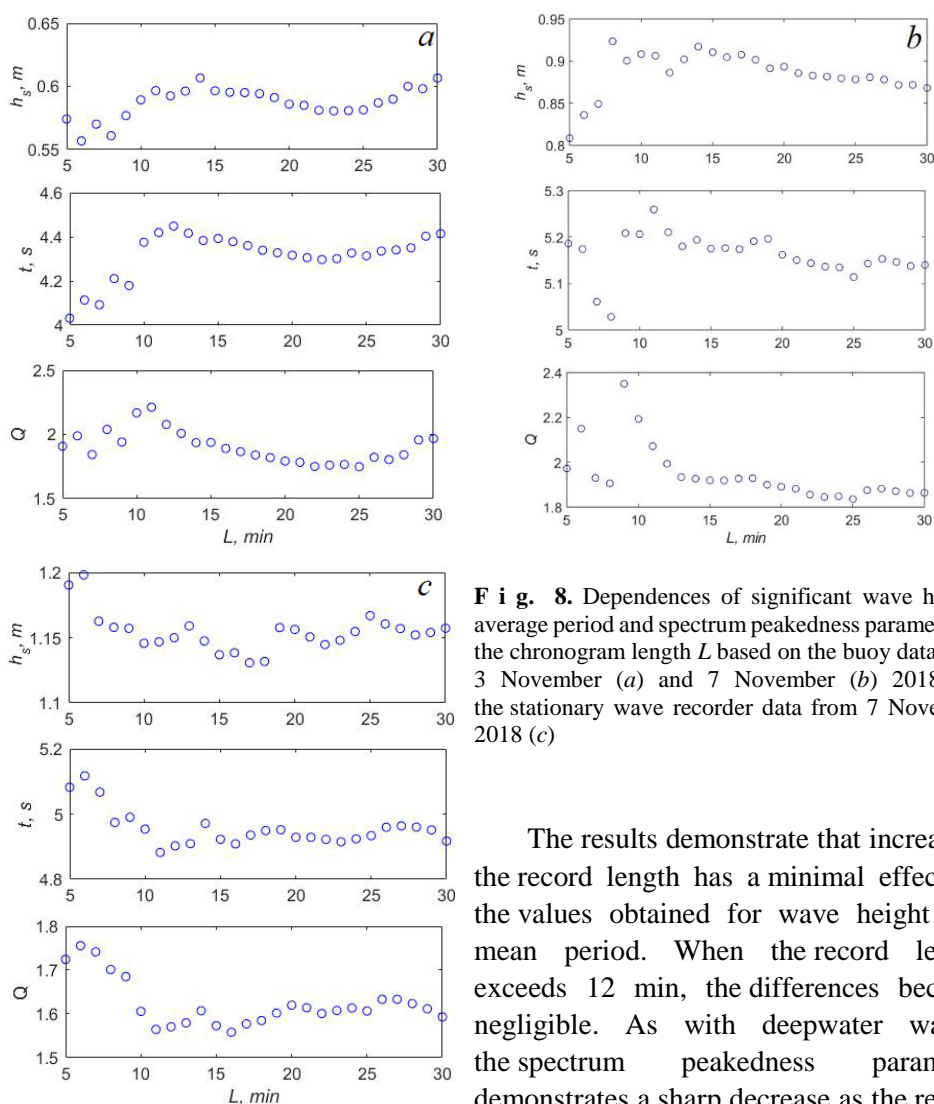 a
0.65
0.6
0.55
h_s, m
5 10 15 20 25 30
4.6
4.4
4.2
4
t, s
5 10 15 20 25 30
2.5
2
1.5
Q
5 10 15 20 25 30
L, min
b
0.95
0.9
0.85
0.8
h_s, m
5 10 15 20 25 30
5.3
5.2
5.1
5
t, s
5 10 15 20 25 30
2.4
2.2
2
1.8
Q
5 10 15 20 25 30
L, min
c
1.2
1.15
1.1
h_s, m
5 10 15 20 25 30
5.2
5
4.8
t, s
5 10 15 20 25 30
1.8
1.7
1.6
1.5
Q
5 10 15 20 25 30
L, min
F i g. 8. Dependences of significant wave h
average period and spectrum peakedness parame
the chronogram length L based on the buoy data
3 November (a) and 7 November (b) 2018
the stationary wave recorder data from 7 Nove
2018 (c)
The results demonstrate that increa
the record length has a minimal effec
the values obtained for wave height
mean period. When the record le
exceeds 12 min, the differences bec
negligible. As with deepwater wa
the spectrum peakedness param
demonstrates a sharp decrease as the re